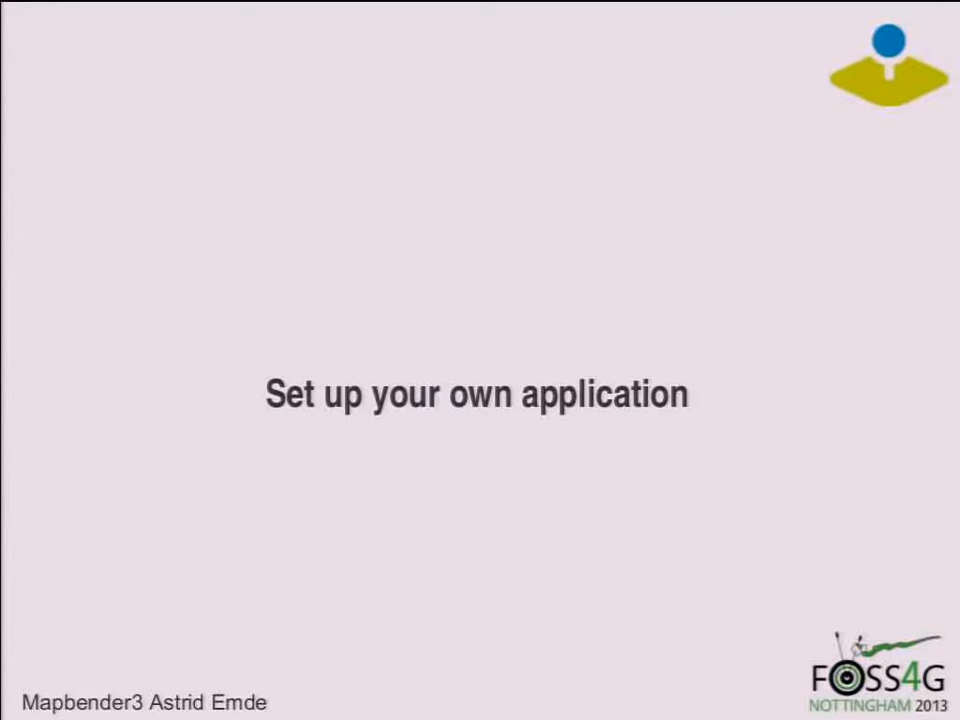 Set up your own application
Mapbender3 Astrid Emde
FOSS4G
NOTTINGHAM 2013